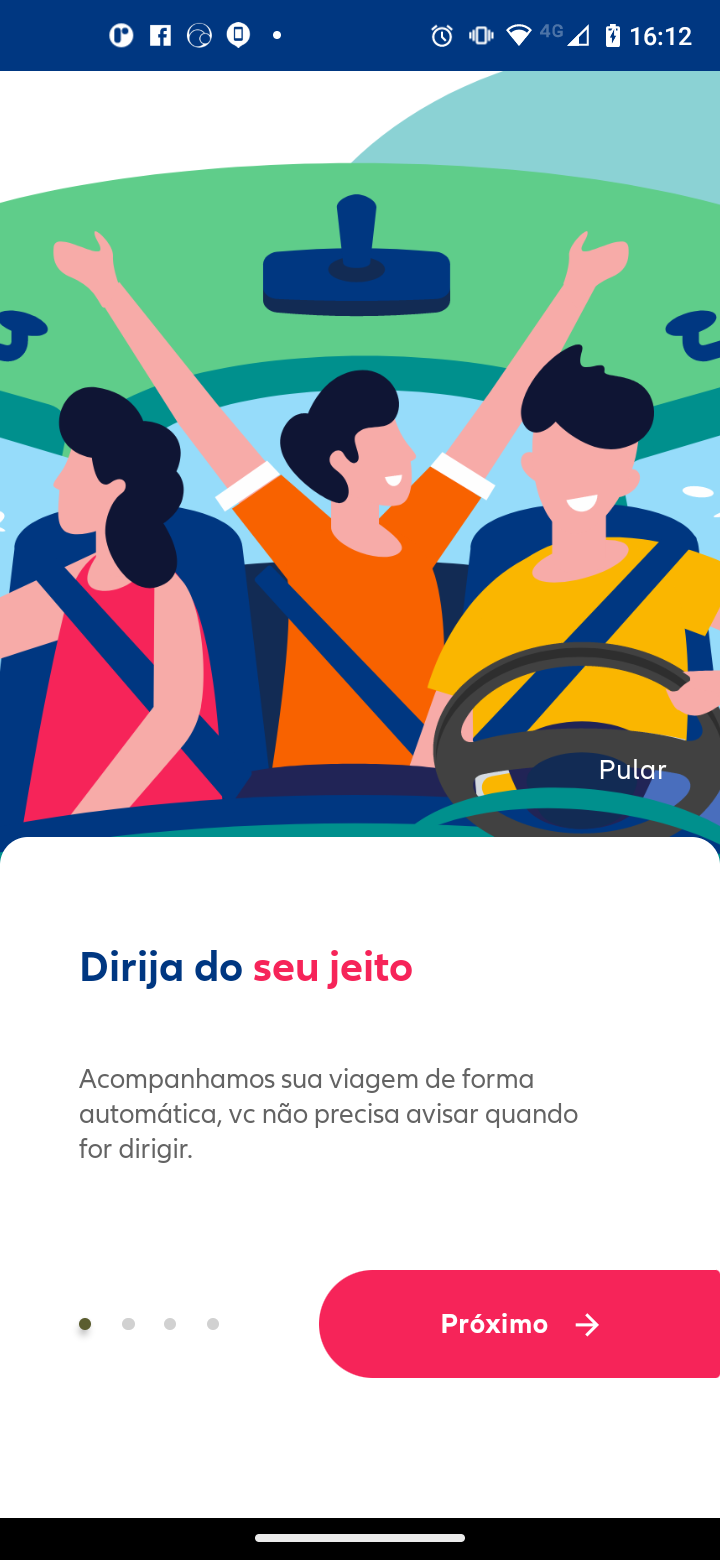 4G 16:12
Pular
Dirija do seu jeito
Acompanhamos sua viagem de forma
automática, vc não precisa avisar quando
for dirigir.
Próximo